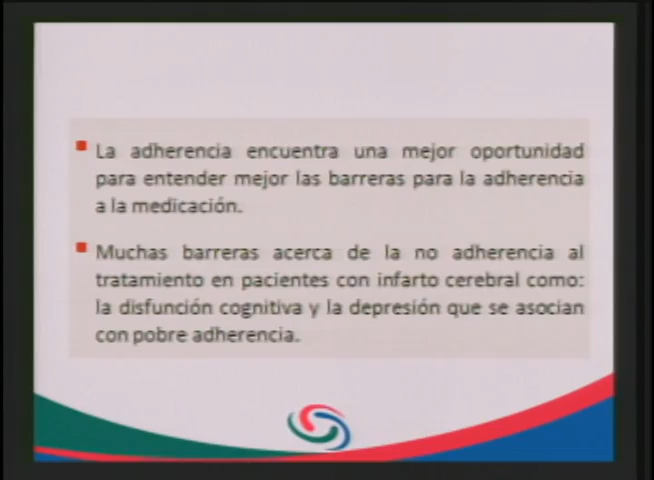 La adherencia encuentra una mejor oportunidad
para entender mejor las barreras para la adherencia
a la medicación.
Muchas barreras acerca de la no adherencia al
tratamiento en pacientes con infarto cerebral como:
la disfunción cognitiva y la depresión que se asocian
con pobre adherencia.